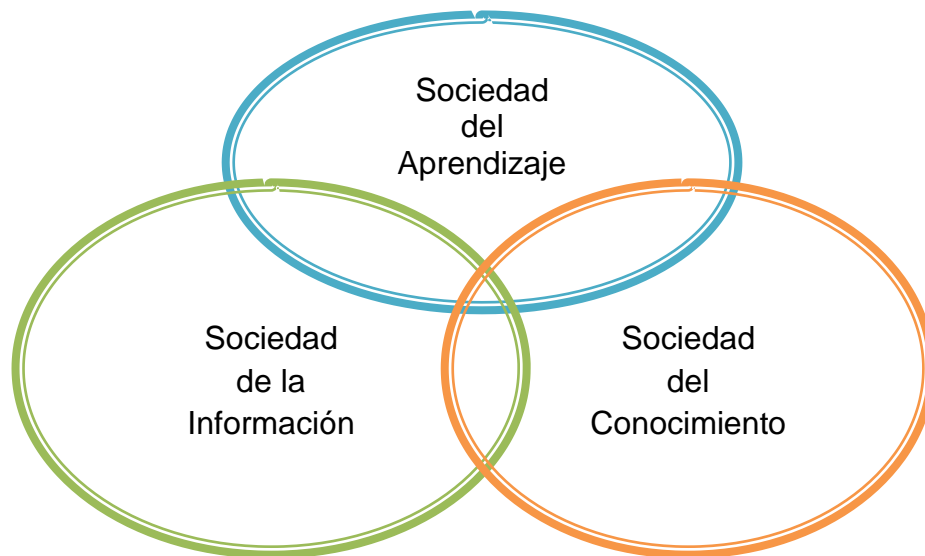 Sociedad
del
Aprendizaje
Sociedad
de la
Información
Sociedad
del
Conocimiento